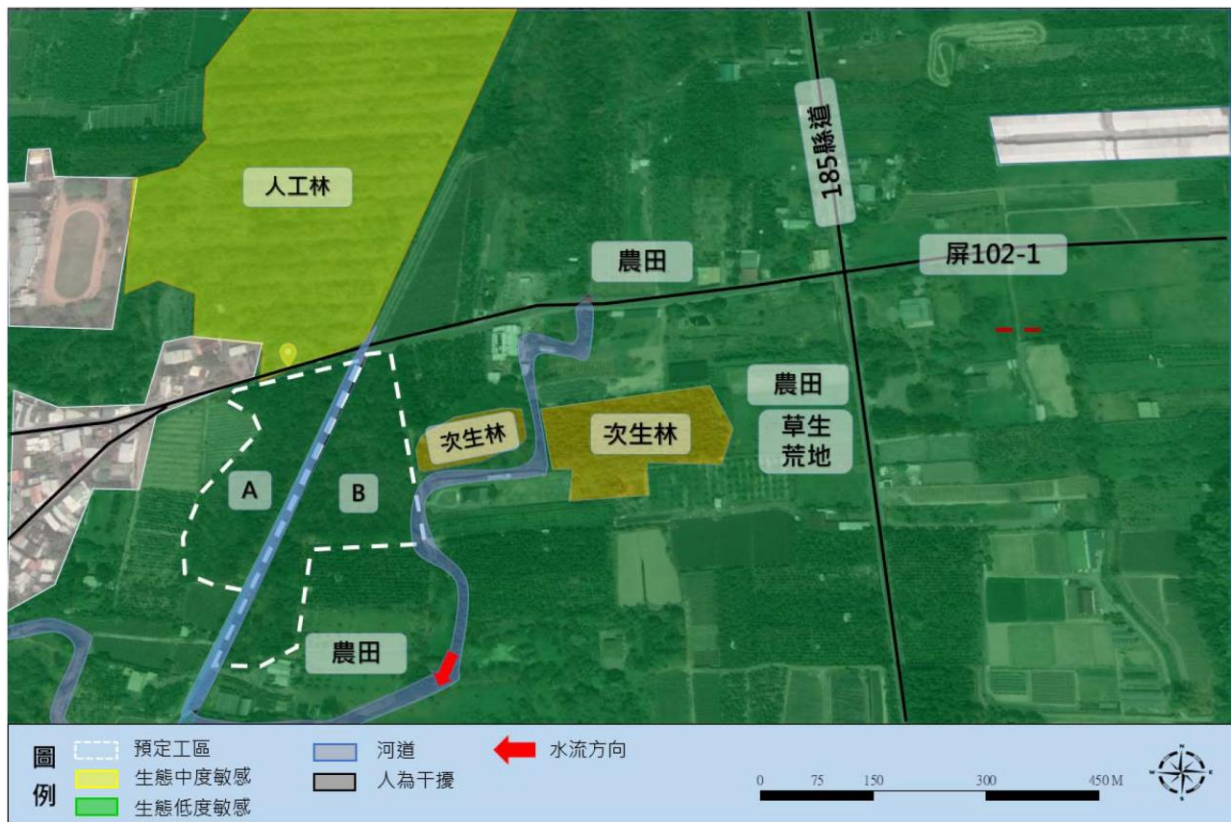 人工林
185縣道
屏102-1
農田
農田
草生
荒地
次生林
次生林
A
B
農田
圖例
預定工區
生態中度敏感
生態低度敏感
河道
人為干擾
水流方向
0 75 150 300 450 M
N